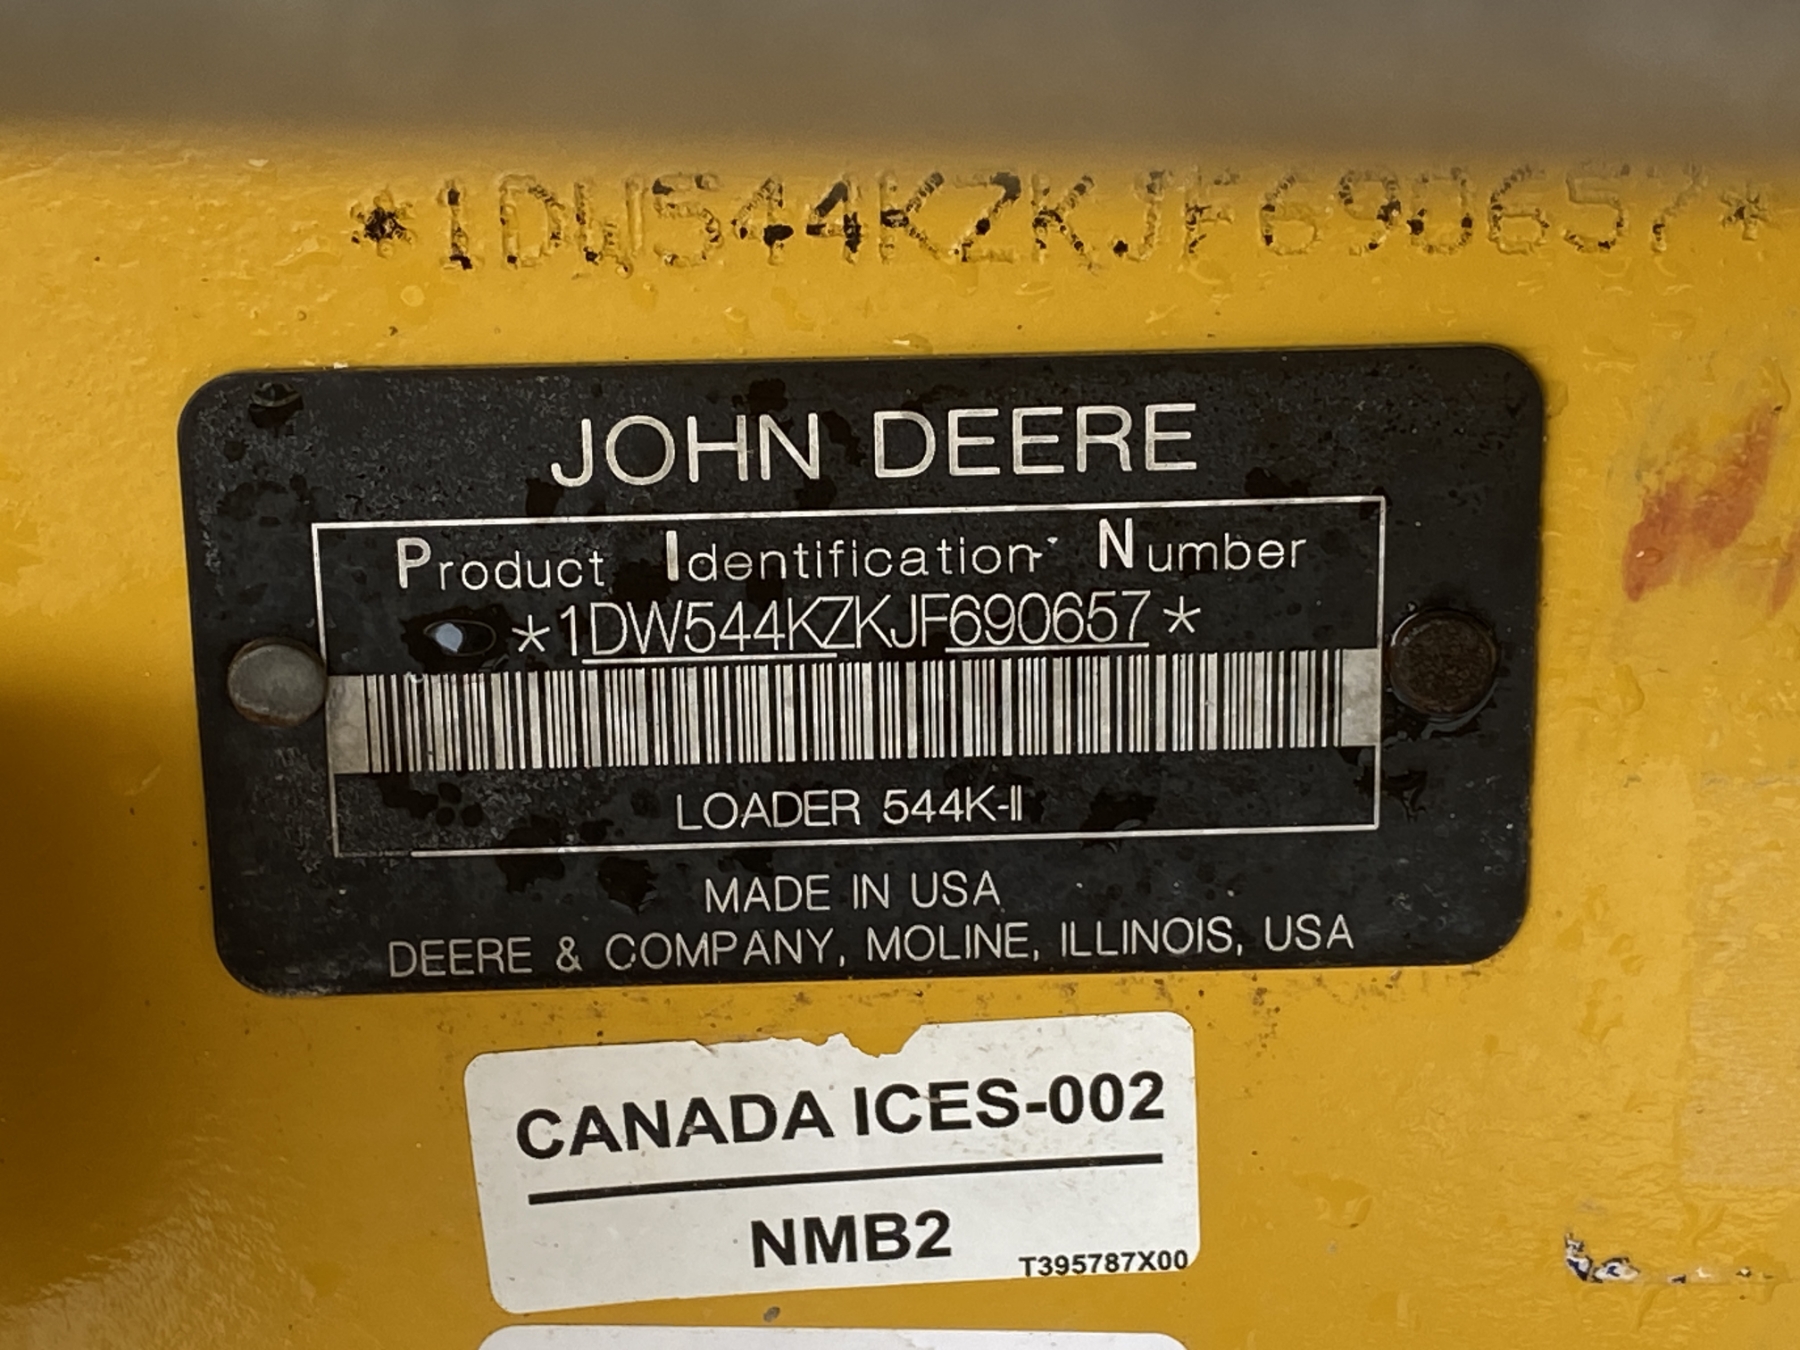 *1DW544KZKJF690657*
JOHN DEERE
Product Identification Number
*1DW544KZKJF690657*
LOADER 544K-II
MADE IN USA
DEERE & COMPANY, MOLINE, ILLINOIS, USA
CANADA ICES-002
NMB2
T395787X00